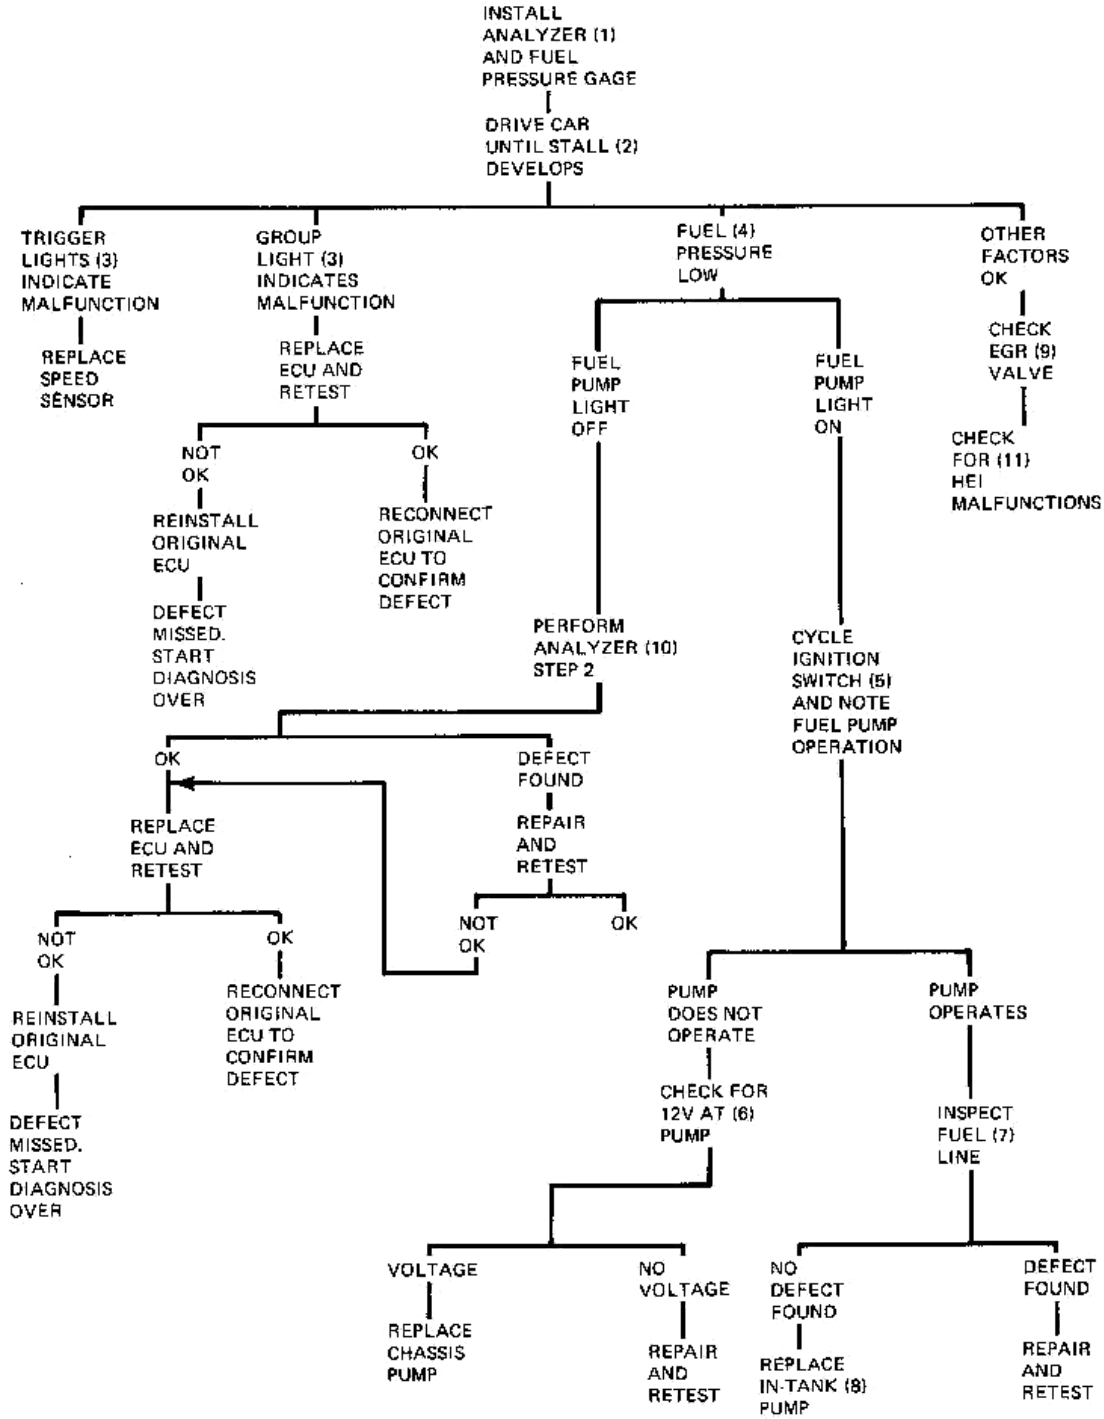 INSTALL
ANALYZER (1)
AND FUEL
PRESSURE GAGE
DRIVE CAR
UNTIL STALL (2)
DEVELOPS
TRIGGER
LIGHTS (3)
INDICATE
MALFUNCTION
REPLACE
SPEED
SENSOR
GROUP
LIGHT (3)
INDICATES
MALFUNCTION
REPLACE
ECU AND
RETEST
NOT
OK
REINSTALL
ORIGINAL
ECU
DEFECT
MISSED.
START
DIAGNOSIS
OVER
OK
RECONNECT
ORIGINAL
ECU TO
CONFIRM
DEFECT
FUEL (4)
PRESSURE
LOW
FUEL
PUMP
LIGHT
OFF
PERFORM
ANALYZER (10)
STEP 2
OK
REPLACE
ECU AND
RETEST
NOT
OK
REINSTALL
ORIGINAL
ECU
DEFECT
MISSED.
START
DIAGNOSIS
OVER
OK
RECONNECT
ORIGINAL
ECU TO
CONFIRM
DEFECT
DEFECT
FOUND
REPAIR
AND
RETEST
NOT
OK
OK
FUEL
PUMP
LIGHT
ON
CYCLE
IGNITION
SWITCH (5)
AND NOTE
FUEL PUMP
OPERATION
PUMP
DOES NOT
OPERATE
CHECK FOR
12V AT (6)
PUMP
VOLTAGE
REPLACE
CHASSIS
PUMP
NO
VOLTAGE
REPAIR
AND
RETEST
PUMP
OPERATES
INSPECT
FUEL (7)
LINE
NO
DEFECT
FOUND
REPLACE
IN-TANK (8)
PUMP
DEFECT
FOUND
REPAIR
AND
RETEST
OTHER
FACTORS
OK
CHECK
EGR (9)
VALVE
CHECK
FOR (11)
HEI
MALFUNCTIONS